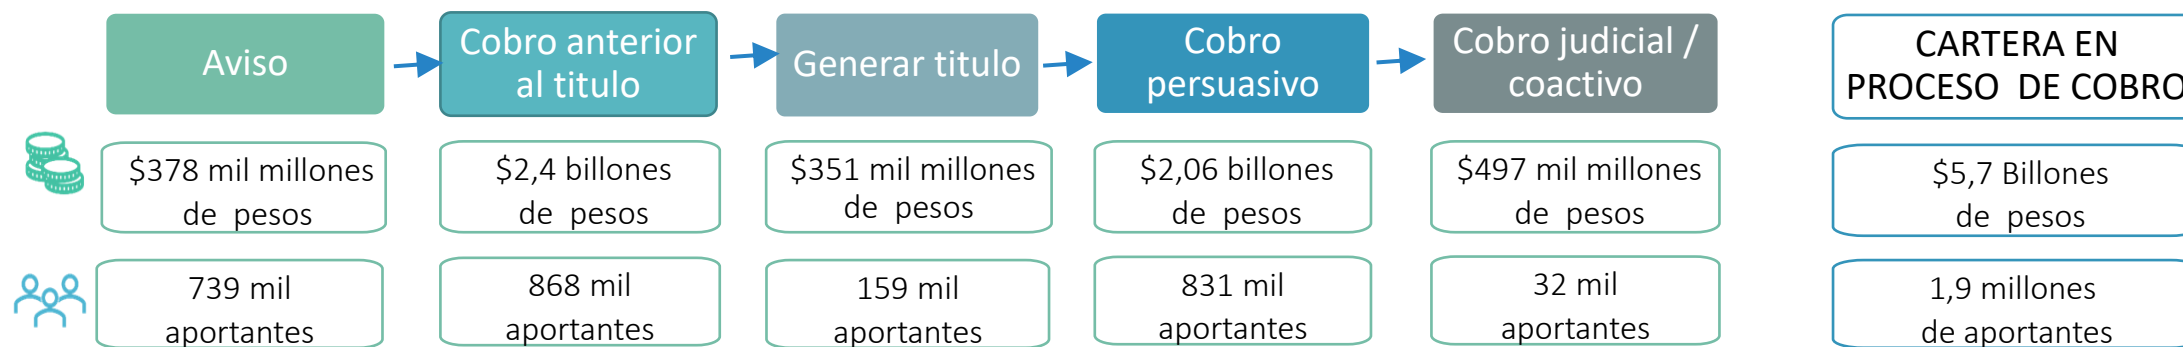 Aviso
Cobro anterior
al titulo
Generar titulo
Cobro
persuasivo
Cobro judicial /
coactivo
CARTERA EN
PROCESO DE COBRO
$378 mil millones
de pesos
$2,4 billones
de pesos
$351 mil millones
de pesos
$2,06 billones
de pesos
$497 mil millones
de pesos
$5,7 Billones
de pesos
739 mil
aportantes
868 mil
aportantes
159 mil
aportantes
831 mil
aportantes
32 mil
aportantes
1,9 millones
de aportantes